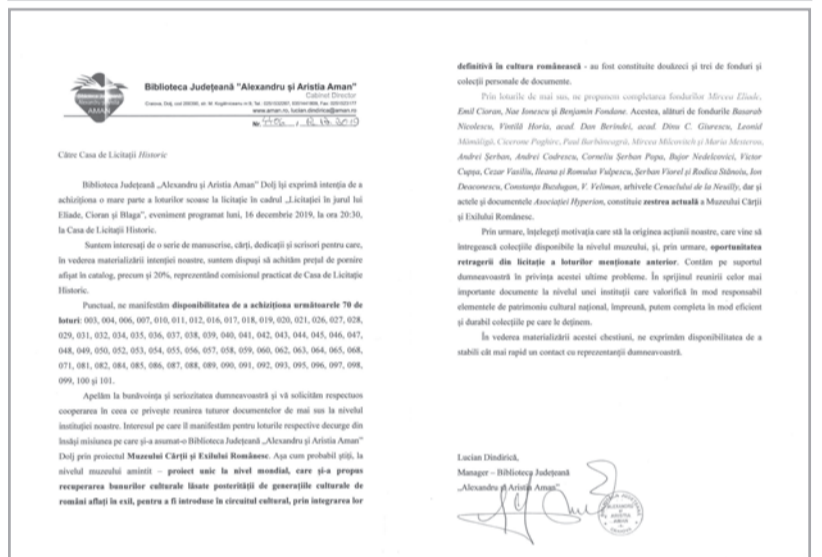 Biblioteca Județeană "Alexandru și Aristia Aman"
Cabinet Director
www.aman.ro, lucian.dindirica@aman.ro
Către Casa de Licitații Historic
Biblioteca Județeană „Alexandru și Aristia Aman” Dolj își exprimă intenția de a
achiziționa o mare parte a loturilor scoase la licitație în cadrul „Licitației în jurul lui
Eliade, Cioran și Blaga”, eveniment programat luni, 16 decembrie 2019, la ora 20:30,
la Casa de Licitații Historic.
Suntem interesați de o serie de manuscrise, cărți, dedicații și scrisori pentru care,
în vederea materializării intenției noastre, suntem dispuși să achităm prețul de pornire
afișat în catalog, precum și 20%, reprezentând comisionul practicat de Casa de Licitație
Historic.
Punctual, ne manifestăm disponibilitatea de a achiziționa următoarele 70 de
loturi: 003, 004, 006, 007, 010, 011, 012, 016, 017, 018, 019, 020, 021, 026, 027, 028,
029, 031, 032, 034, 035, 036, 037, 038, 039, 040, 041, 042, 043, 044, 045, 046, 047,
048, 049, 050, 052, 053, 054, 055, 056, 057, 058, 059, 060, 062, 063, 064, 065, 068,
071, 081, 082, 084, 085, 086, 087, 088, 089, 090, 091, 092, 093, 095, 096, 097, 098,
099, 100 și 101.
Apelăm la bunăvoința și seriozitatea dumneavoastră și vă solicităm respectuos
cooperarea în ceea ce privește reunirea tuturor documentelor de mai sus la nivelul
instituției noastre. Interesul pe care îl manifestăm pentru loturile respective decurge din
însăși misiunea pe care și-a asumat-o Biblioteca Județeană „Alexandru și Aristia Aman”
Dolj prin proiectul Muzeului Cărții și Exilului Românesc. Așa cum probabil știți, la
nivelul muzeului amintit – proiect unic la nivel mondial, care și-a propus
recuperarea bunurilor culturale lăsate posterității de generațiile culturale de
români aflați în exil, pentru a fi introduse în circuitul cultural, prin integrarea lor
definitivă în cultura românească - au fost constituite douăzeci și trei de fonduri și
colecții personale de documente.
Prin loturile de mai sus, ne propunem completarea fondurilor Mircea Eliade,
Emil Cioran, Nae Ionescu și Benjamin Fondane. Acestea, alături de fondurile Basarab
Nicolescu, Vintilă Horia, acad. Dan Berindei, acad. Dinu C. Giurescu, Leonid
Mămăligă, Cicerone Poghirc, Paul Barbăneagră, Mircea Milcovitch și Maria Mesterou,
Andrei Șerban, Andrei Codrescu, Corneliu Șerban Popa, Bujor Nedelcovici, Victor
Cupșa, Cezar Vasiliu, Ileana și Romulus Vulpescu, Șerban Viorel și Rodica Stănoiu, Ion
Deaconescu, Constanța Buzdugan, V. Veliman, arhivele Cenaclului de la Neuilly, dar și
actele și documentele Asociației Hyperion, constituie zestrea actuală a Muzeului Cărții
și Exilului Românesc.
Prin urmare, înțelegeți motivația care stă la originea acțiunii noastre, care vine să
întregească colecțiile disponibile la nivelul muzeului, și, prin urmare, oportunitatea
retragerii din licitație a loturilor menționate anterior. Contăm pe suportul
dumneavoastră în privința acestei ultime probleme. În sprijinul reunirii celor mai
importante documente la nivelul unei instituții care valorifică în mod responsabil
elementele de patrimoniu cultural național, împreună, putem completa în mod eficient
și durabil colecțiile pe care le deținem.
În vederea materializării acestei chestiuni, ne exprimăm disponibilitatea de a
stabili cât mai rapid un contact cu reprezentanții dumneavoastră.
Lucian Dindirică,
Manager – Biblioteca Județeană
„Alexandru și Aristia Aman”